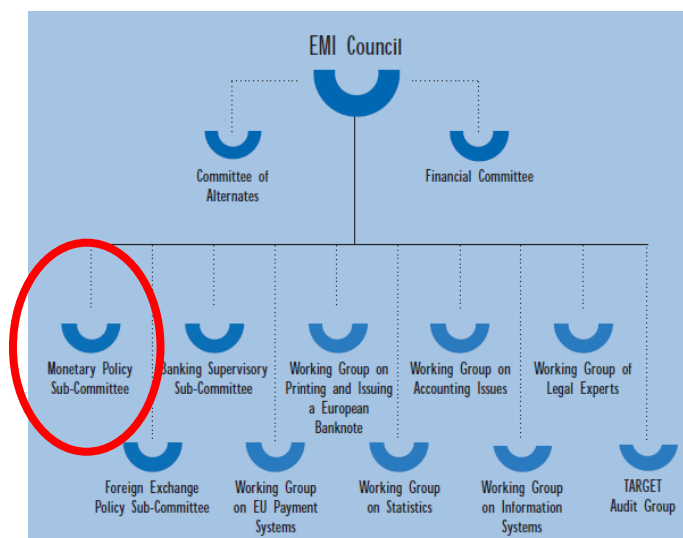 EMI Council
Committee of
Alternates
Financial Committee
Monetary Policy
Sub-Committee
Banking Supervisory
Sub-Committee
Working Group on
Printing and Issuing
a European
Banknote
Working Group on
Accounting Issues
Working Group of
Legal Experts
Foreign Exchange
Policy Sub-Committee
Working Group
on EU Payment
Systems
Working Group
on Statistics
Working Group
on Information
Systems
TARGET
Audit Group